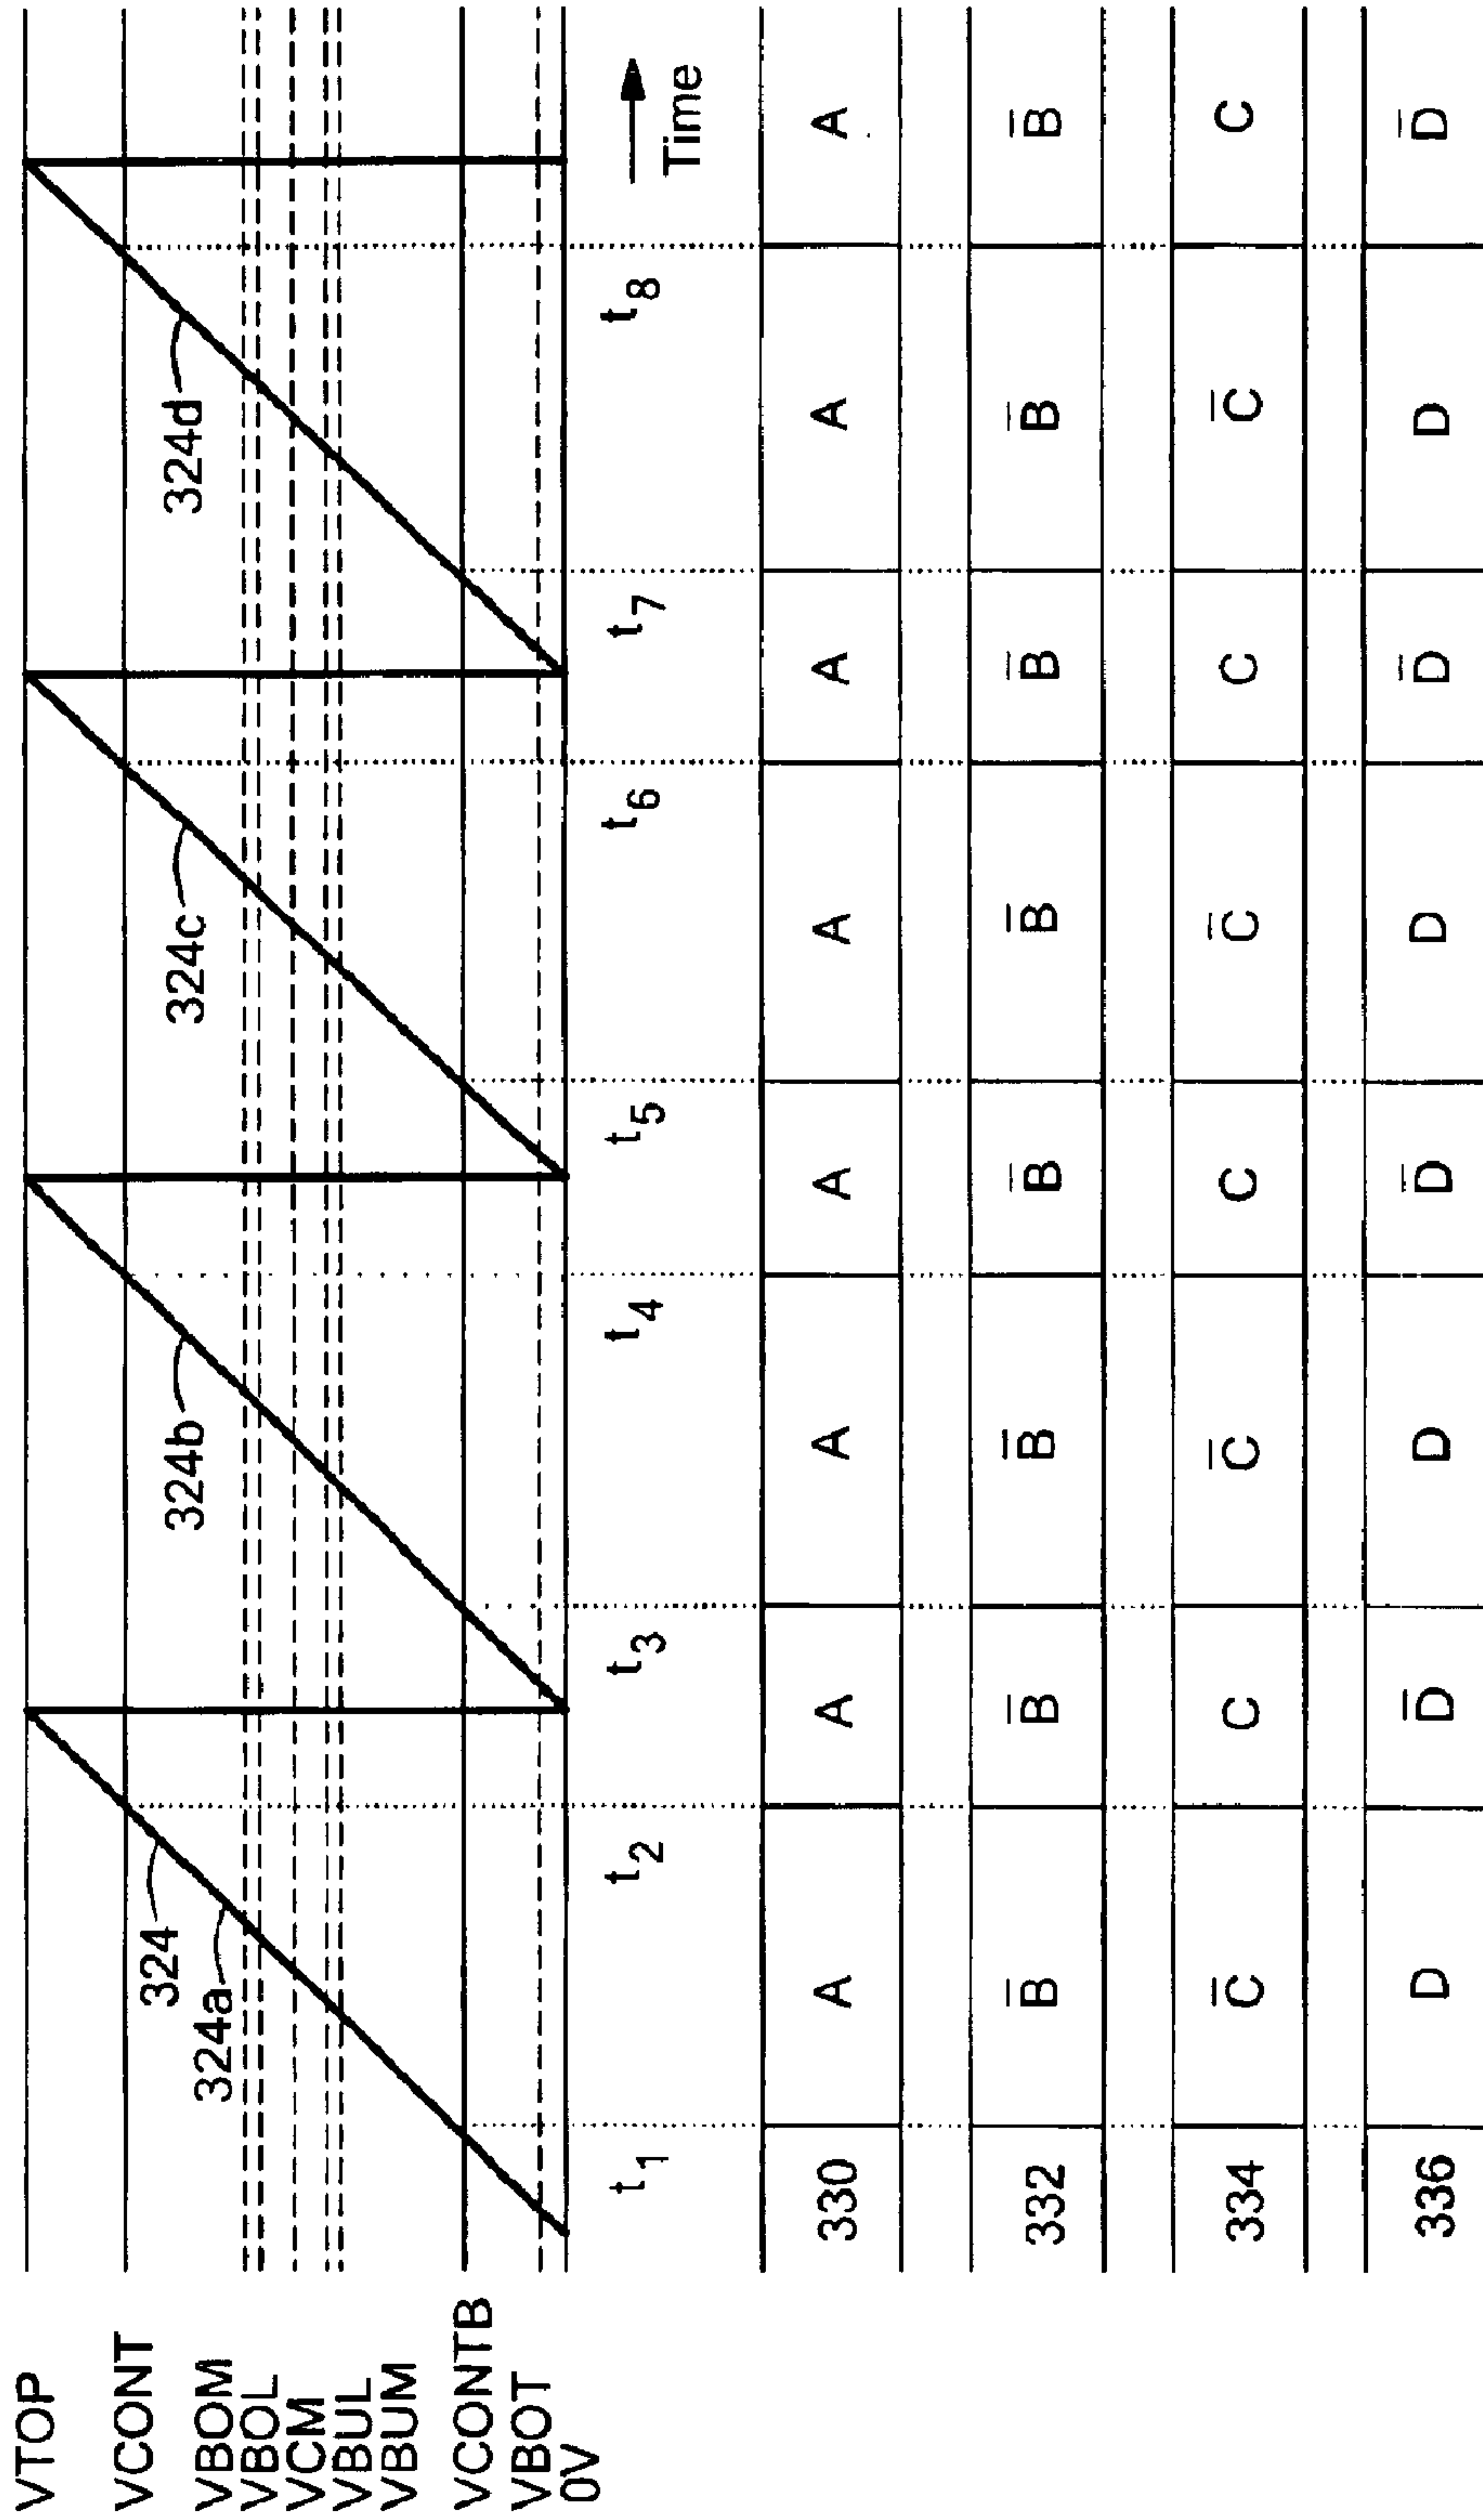 VTOP
VCONT
VBOM
VBOL
VCM
VBUL
VBUM
VCONTB
VBOT
0V
324
324a
324b
324c
324d
t1 t2 t3 t4 t5 t6 t7 t8
Time
330 A A A A A A A A
332 B̅ B̅ B̅ B̅ B̅ B̅ B̅ B̅
334 C̅ C C̅ C C̅ C C̅ C
336 D D̅ D D̅ D D̅ D D̅